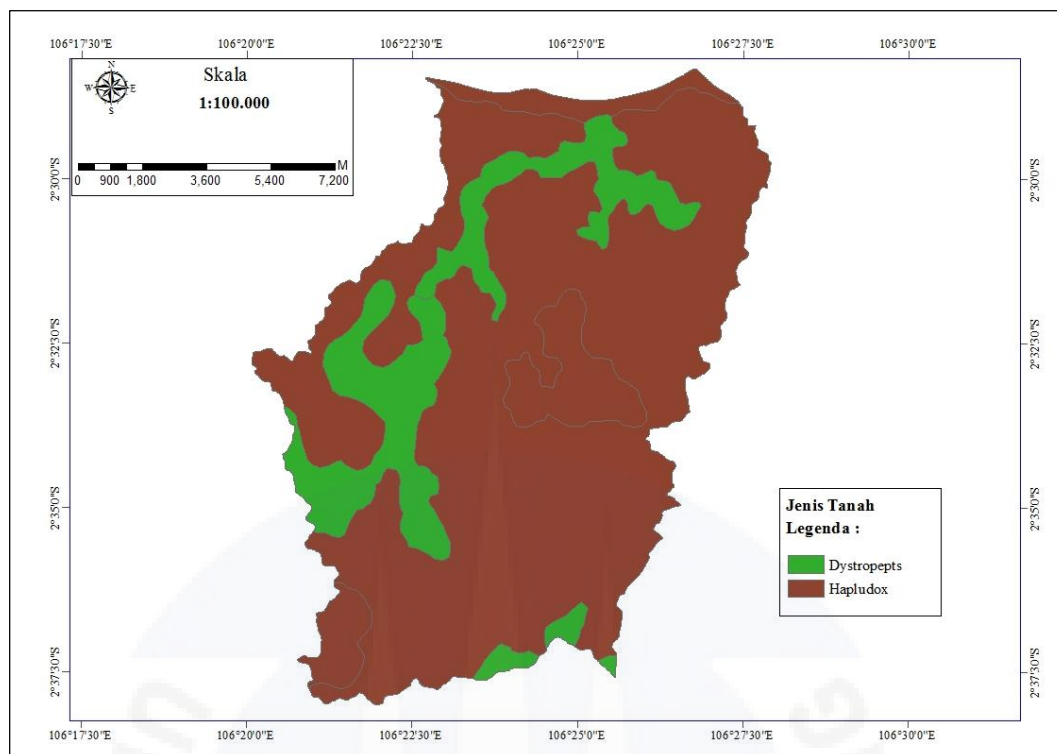 106°17'30"E 106°20'0"E 106°22'30"E 106°25'0"E 106°27'30"E 106°30'0"E
N
W E
S
Skala
1:100.000
M
0 900 1,800 3,600 5,400 7,200
2°30'0"S 2°30'0"S
2°32'30"S 2°32'30"S
2°35'0"S 2°35'0"S
Jenis Tanah
Legenda :
Dystropepts
Hapludox
2°37'30"S 2°37'30"S
106°17'30"E 106°20'0"E 106°22'30"E 106°25'0"E 106°27'30"E 106°30'0"E